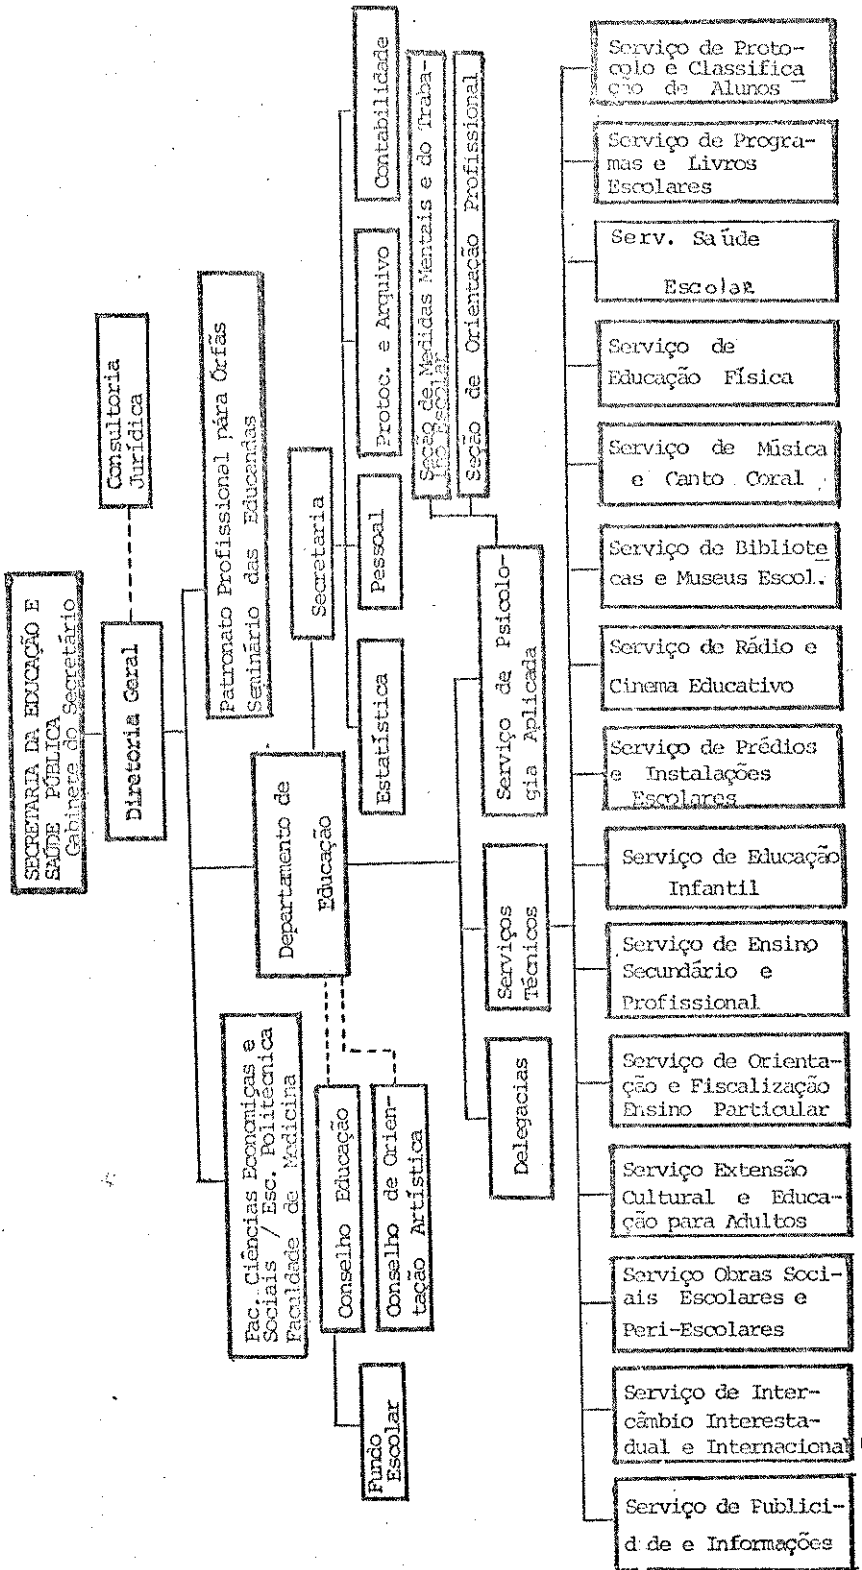 SECRETARIA DA EDUCAÇÃO E
SAÚDE PÚBLICA
Gabinete do Secretário
Consultoria
Jurídica
Diretoria Geral
Fac. Ciências Economiças e
Sociais / Esc. Politécnica
Faculdade de Medicina
Departamento de
Educação
Patronato Profissional pára Orfãs
Seminário das Educandas
Conselho Educação
Conselho de Orien-
tação Artística
Fundo
Escolar
Secretaria
Estatística
Pessoal
Protoc. e Arquivo
Contabilidade
Delegacias
Serviços
Técnicos
Serviço de Psicolo-
gia Aplicada
Seção de Medidas Mentais e do Traba-
lho Escolar
Seção de Orientação Profissional
Serviço de Proto-
colo e Classifica
ção de Alunos
Serviço de Progra-
mas e Livros
Escolares
Serv. Saúde
Escolar
Serviço de
Educação Física
Serviço de Música
e Canto Coral
Serviço de Bibliote
cas e Museus Escol.
Serviço de Rádio e
Cinema Educativo
Serviço de Prédios
e Instalações
Escolares
Serviço de Educação
Infantil
Serviço de Ensino
Secundário e
Profissional
Serviço de Orienta-
ção e Fiscalização
Ensino Particular
Serviço Extensão
Cultural e Educa-
ção para Adultos
Serviço Obras Soci-
ais Escolares e
Peri-Escolares
Serviço de Inter-
câmbio Interesta-
dual e Internacional
Serviço de Publici-
d de e Informações